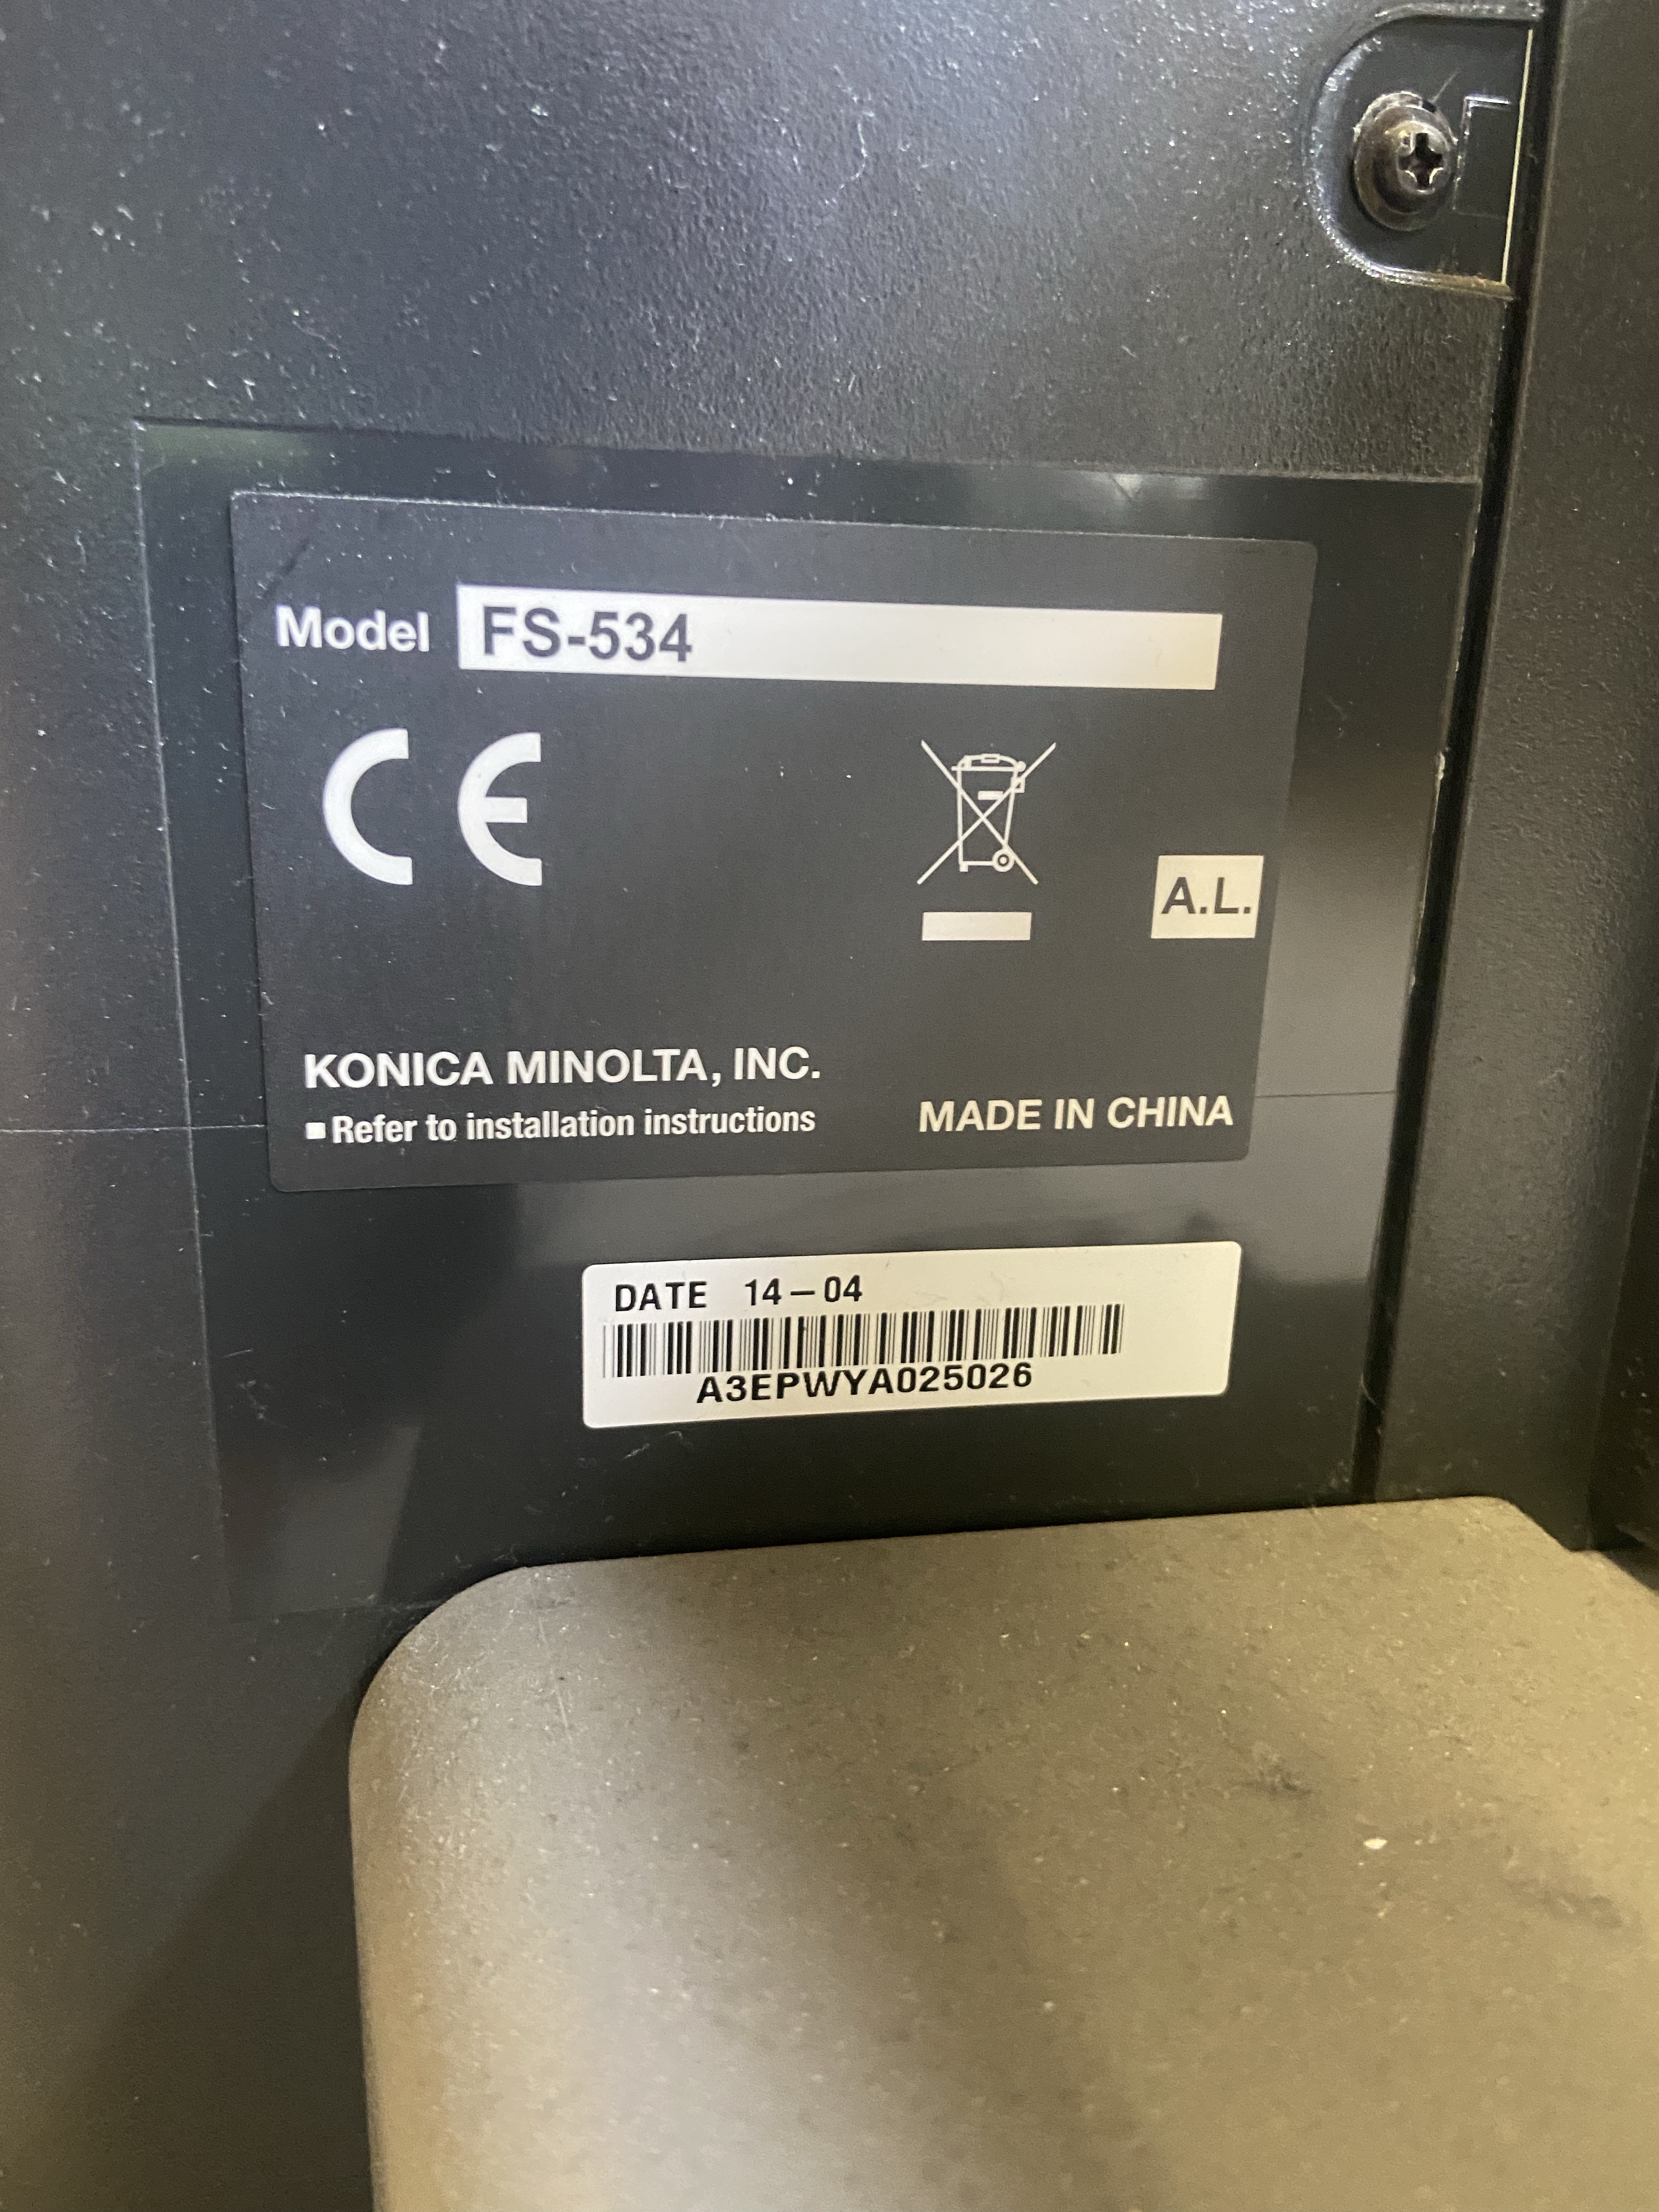 Model FS-534
CE
A.L.
KONICA MINOLTA, INC.
▪Refer to installation instructions
MADE IN CHINA
DATE 14-04
A3EPWYA025026